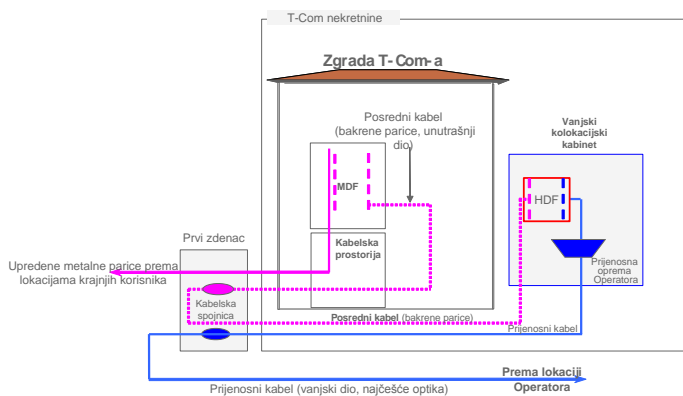 T-Com nekretnine
Zgrada T-Com-a
Posredni kabel
(bakrene parice, unutrašnji
dio)
Vanjski
kolokacijski
kabinet
MDF
HDF
Prvi zdenac
Kabelska
prostorija
Upredene metalne parice prema
lokacijama krajnjih korisnika
Prijenosna
oprema
Operatora
Kabelska
spojnica
Posredni kabel (bakrene parice)
Prijenosni kabel
Prema lokaciji
Operatora
Prijenosni kabel (vanjski dio, najčešće optika)